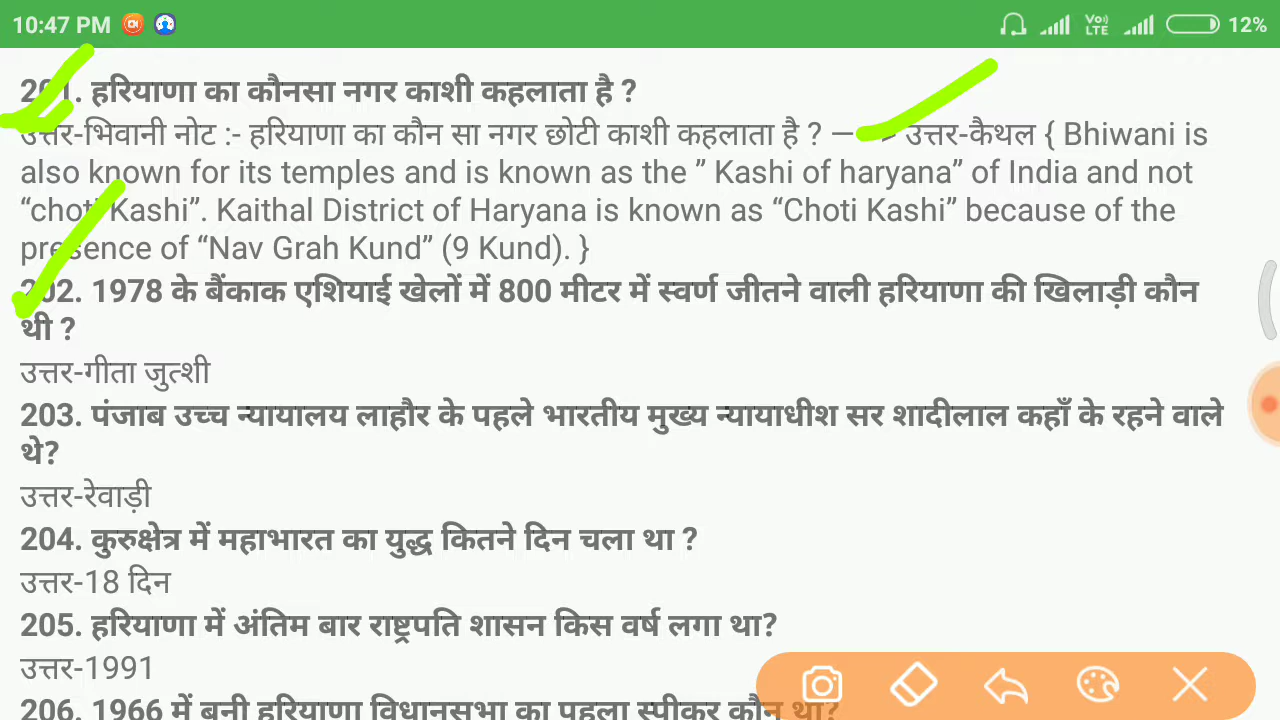 10:47 PM Vo) LTE 12%
201. हरियाणा का कौनसा नगर काशी कहलाता है ?
उत्तर-भिवानी नोट :- हरियाणा का कौन सा नगर छोटी काशी कहलाता है ? —> उत्तर-कैथल { Bhiwani is
also known for its temples and is known as the ” Kashi of haryana” of India and not
“choti Kashi”. Kaithal District of Haryana is known as “Choti Kashi” because of the
presence of “Nav Grah Kund” (9 Kund). }
202. 1978 के बैंकाक एशियाई खेलों में 800 मीटर में स्वर्ण जीतने वाली हरियाणा की खिलाड़ी कौन
थी ?
उत्तर-गीता जुत्शी
203. पंजाब उच्च न्यायालय लाहौर के पहले भारतीय मुख्य न्यायाधीश सर शादीलाल कहाँ के रहने वाले
थे?
उत्तर-रेवाड़ी
204. कुरुक्षेत्र में महाभारत का युद्ध कितने दिन चला था ?
उत्तर-18 दिन
205. हरियाणा में अंतिम बार राष्ट्रपति शासन किस वर्ष लगा था?
उत्तर-1991
206. 1966 में बनी हरियाणा विधानसभा का पहला स्पीकर कौन था?